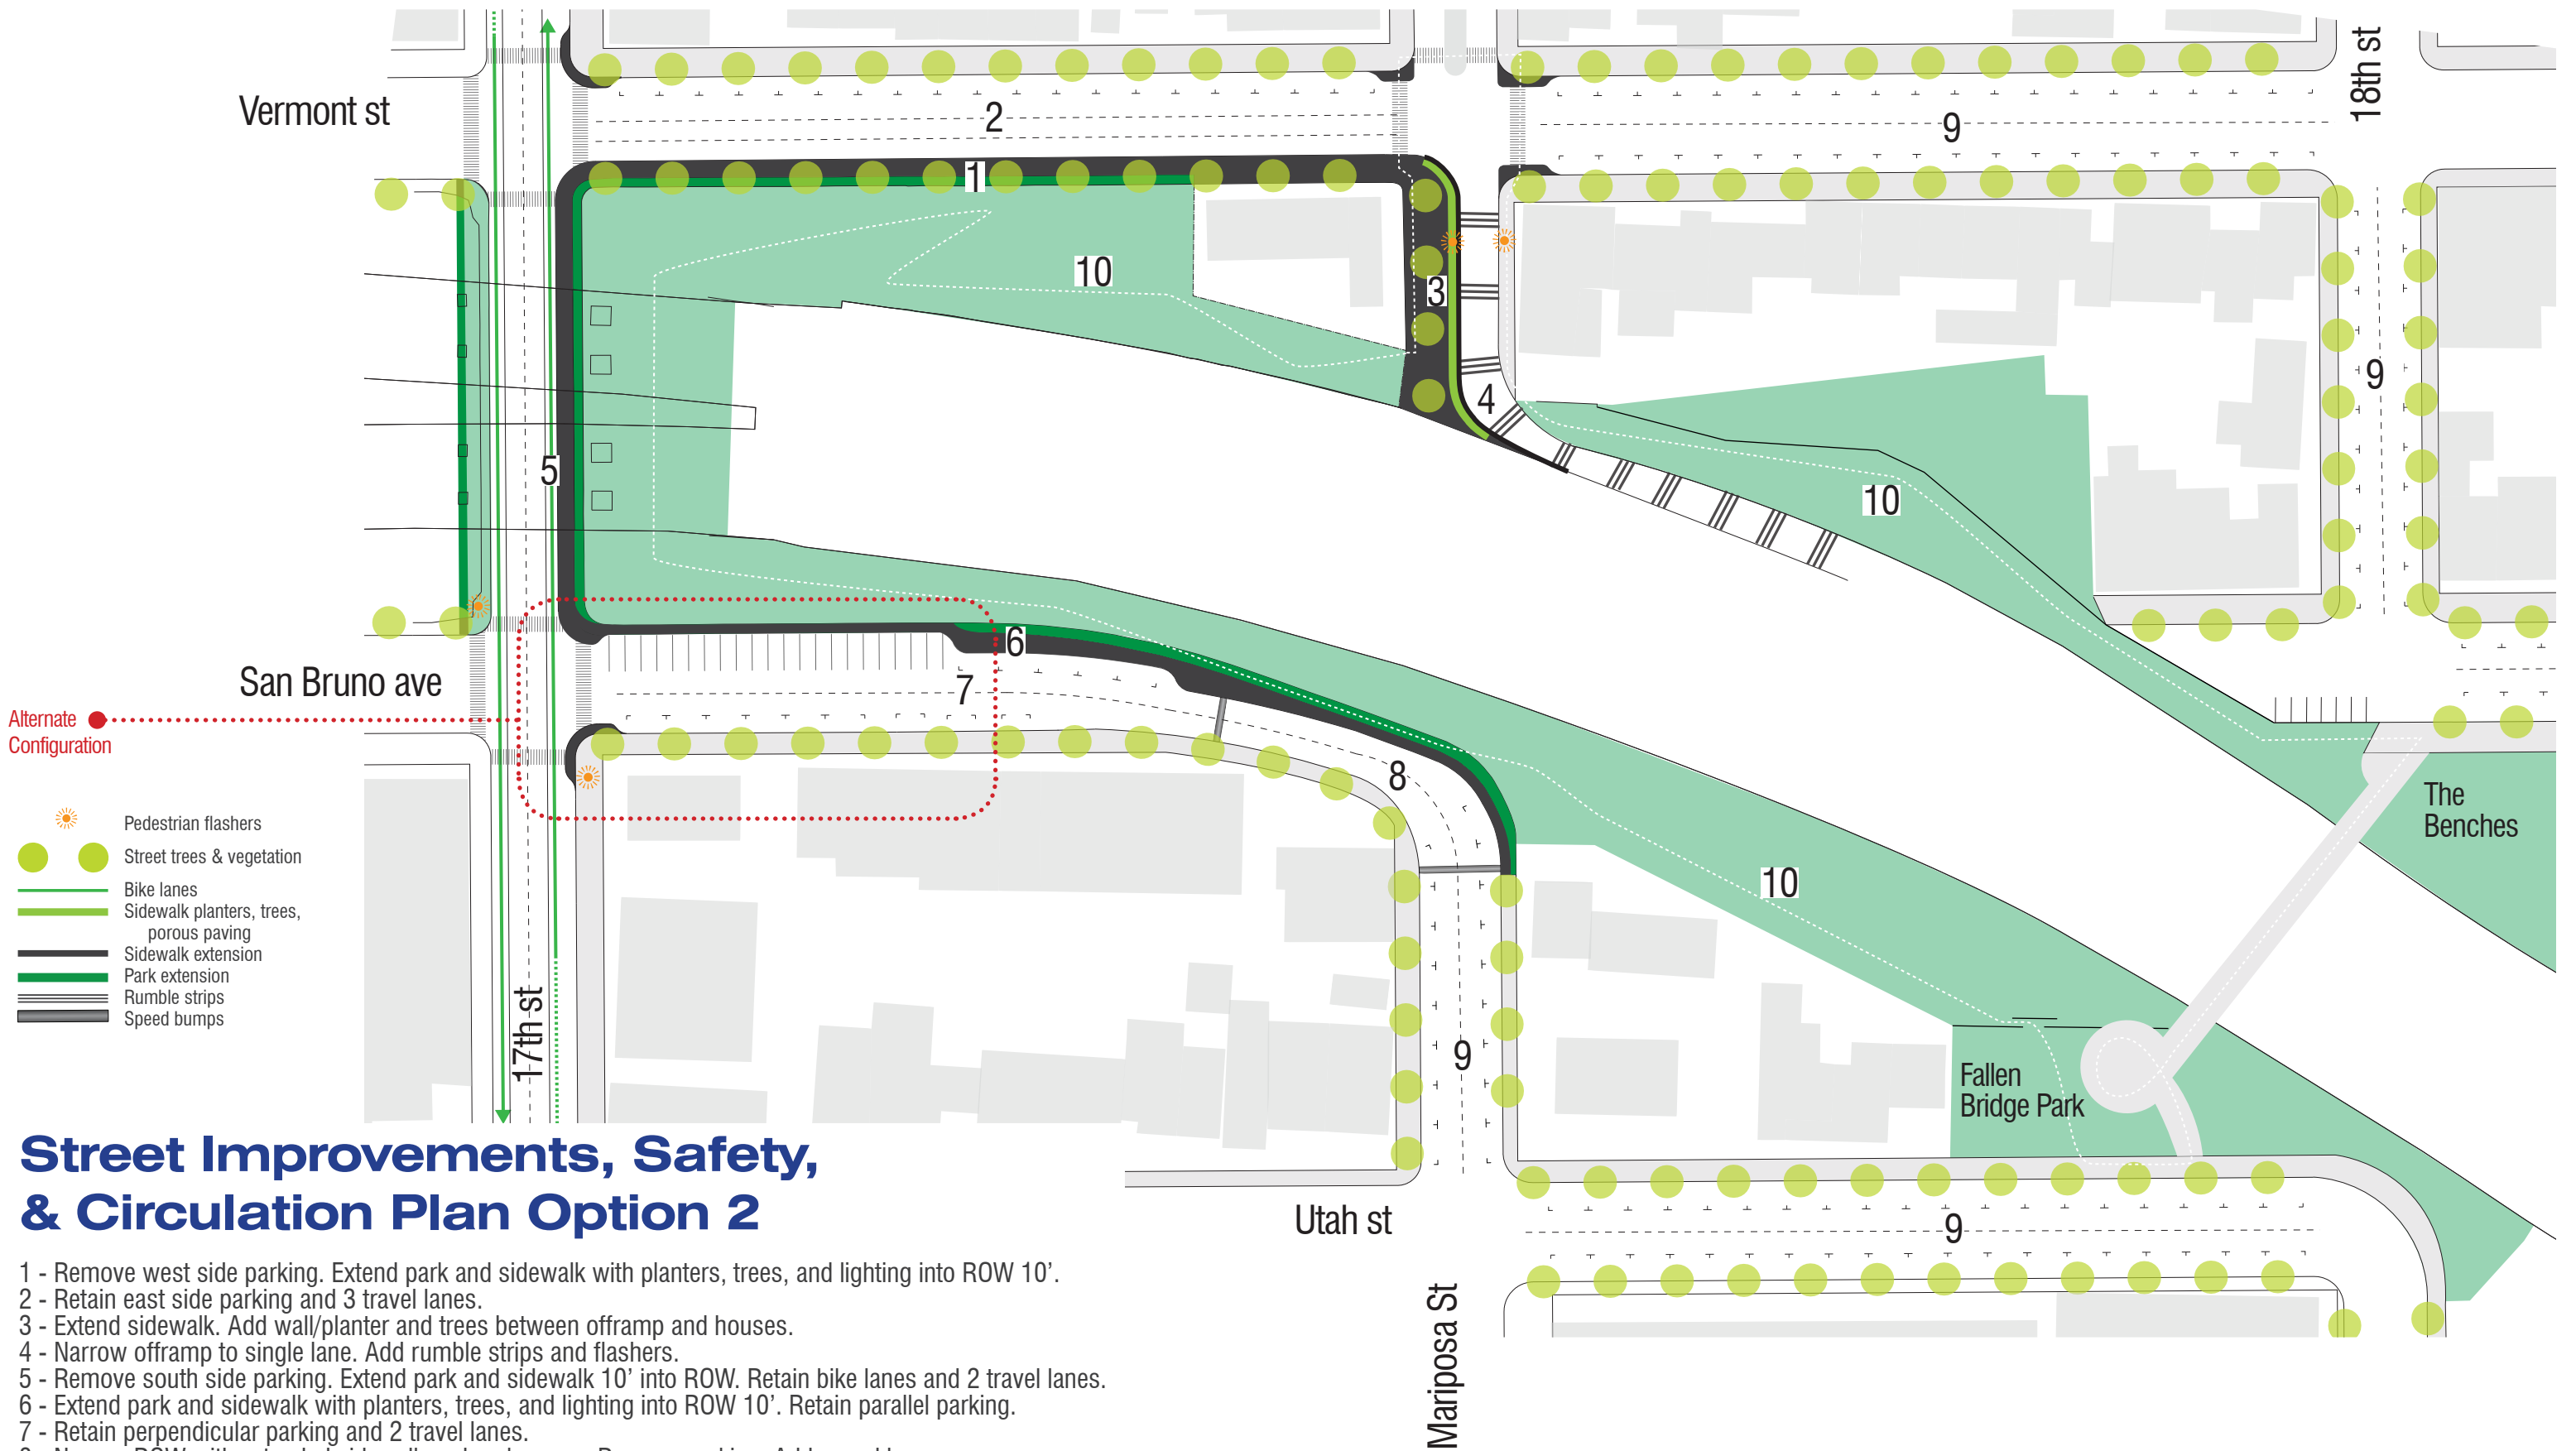 Vermont st
18th st
2
9
1
10
3
4
9
5
10
6
San Bruno ave
7
Alternate
Configuration
8
The
Benches
10
Pedestrian flashers
Street trees & vegetation
Bike lanes
Sidewalk planters, trees,
porous paving
Sidewalk extension
Park extension
Rumble strips
Speed bumps
17th st
9
Fallen
Bridge Park
Utah st
9
Mariposa St
Street Improvements, Safety,
& Circulation Plan Option 2
1 - Remove west side parking. Extend park and sidewalk with planters, trees, and lighting into ROW 10’.
2 - Retain east side parking and 3 travel lanes.
3 - Extend sidewalk. Add wall/planter and trees between offramp and houses.
4 - Narrow offramp to single lane. Add rumble strips and flashers.
5 - Remove south side parking. Extend park and sidewalk 10’ into ROW. Retain bike lanes and 2 travel lanes.
6 - Extend park and sidewalk with planters, trees, and lighting into ROW 10’. Retain parallel parking.
7 - Retain perpendicular parking and 2 travel lanes.